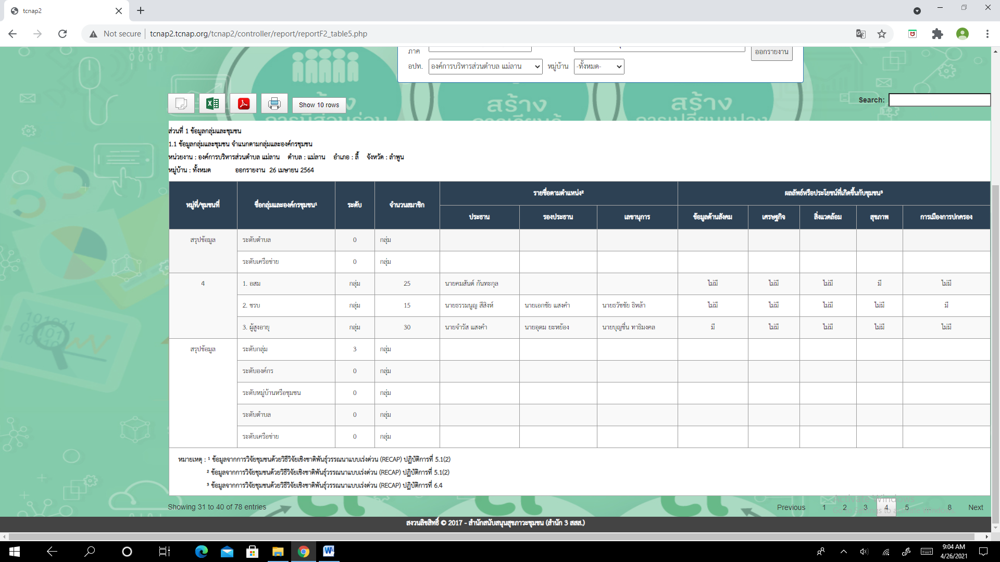 tcnap2
Not secure
tcnap2.tcnap.org/tcnap2/controller/report/reportF2_table5.php
ภาค
ออกรายงาน
อปท. องค์การบริหารส่วนตำบล แม่ลาน หมู่บ้าน -ทั้งหมด-
สร้าง สร้าง
Show 10 rows
Search:
ส่วนที่ 1 ข้อมูลกลุ่มและชุมชน
1.1 ข้อมูลกลุ่มและชุมชน จำแนกตามกลุ่มและองค์กรชุมชน
หน่วยงาน : องค์การบริหารส่วนตำบล แม่ลาน ตำบล : แม่ลาน อำเภอ : ลี้ จังหวัด : ลำพูน
หมู่บ้าน : ทั้งหมด ออกรายงาน 26 เมษายน 2564
หมู่ที่/ชุมชนที่ ชื่อกลุ่มและองค์กรชุมชน¹ ระดับ จำนวนสมาชิก รายชื่อตามตำแหน่ง² ผลลัพธ์หรือประโยชน์ที่เกิดขึ้นกับชุมชน³
ประธาน รองประธาน เลขานุการ ข้อมูลด้านสังคม เศรษฐกิจ สิ่งแวดล้อม สุขภาพ การเมืองการปกครอง
สรุปข้อมูล ระดับตำบล 0 กลุ่ม
ระดับเครือข่าย 0 กลุ่ม
4 1. อสม กลุ่ม 25 นายคมสันต์ กันทะกุล ไม่มี ไม่มี ไม่มี มี ไม่มี
2. ชรบ กลุ่ม 15 นายธรรมนูญ สีสิงห์ นายเอกชัย แสงคำ นายธวัชชัย ธิหล้า ไม่มี ไม่มี ไม่มี ไม่มี มี
3. ผู้สูงอายุ กลุ่ม 30 นายจำรัส แสงคำ นายอุดม ยะหย้อง นายบุญชื่น ทาธิมงคล มี ไม่มี ไม่มี ไม่มี ไม่มี
สรุปข้อมูล ระดับกลุ่ม 3 กลุ่ม
ระดับองค์กร 0 กลุ่ม
ระดับหมู่บ้านหรือชุมชน 0 กลุ่ม
ระดับตำบล 0 กลุ่ม
ระดับเครือข่าย 0 กลุ่ม
หมายเหตุ : ¹ ข้อมูลจากการวิจัยชุมชนด้วยวิธีวิจัยเชิงชาติพันธุ์วรรณนาแบบเร่งด่วน (RECAP) ปฏิบัติการที่ 5.1(2)
² ข้อมูลจากการวิจัยชุมชนด้วยวิธีวิจัยเชิงชาติพันธุ์วรรณนาแบบเร่งด่วน (RECAP) ปฏิบัติการที่ 5.1(2)
³ ข้อมูลจากการวิจัยชุมชนด้วยวิธีวิจัยเชิงชาติพันธุ์วรรณนาแบบเร่งด่วน (RECAP) ปฏิบัติการที่ 6.4
Activate Windows
Showing 31 to 40 of 78 entries
Previous 1 2 3 4 5 ... 8 Next
Go to Settings to activate Windows.
สงวนลิขสิทธิ์ © 2017 - สำนักสนับสนุนสุขภาวะชุมชน (สำนัก 3 สสส.)
9:04 AM
4/26/2021